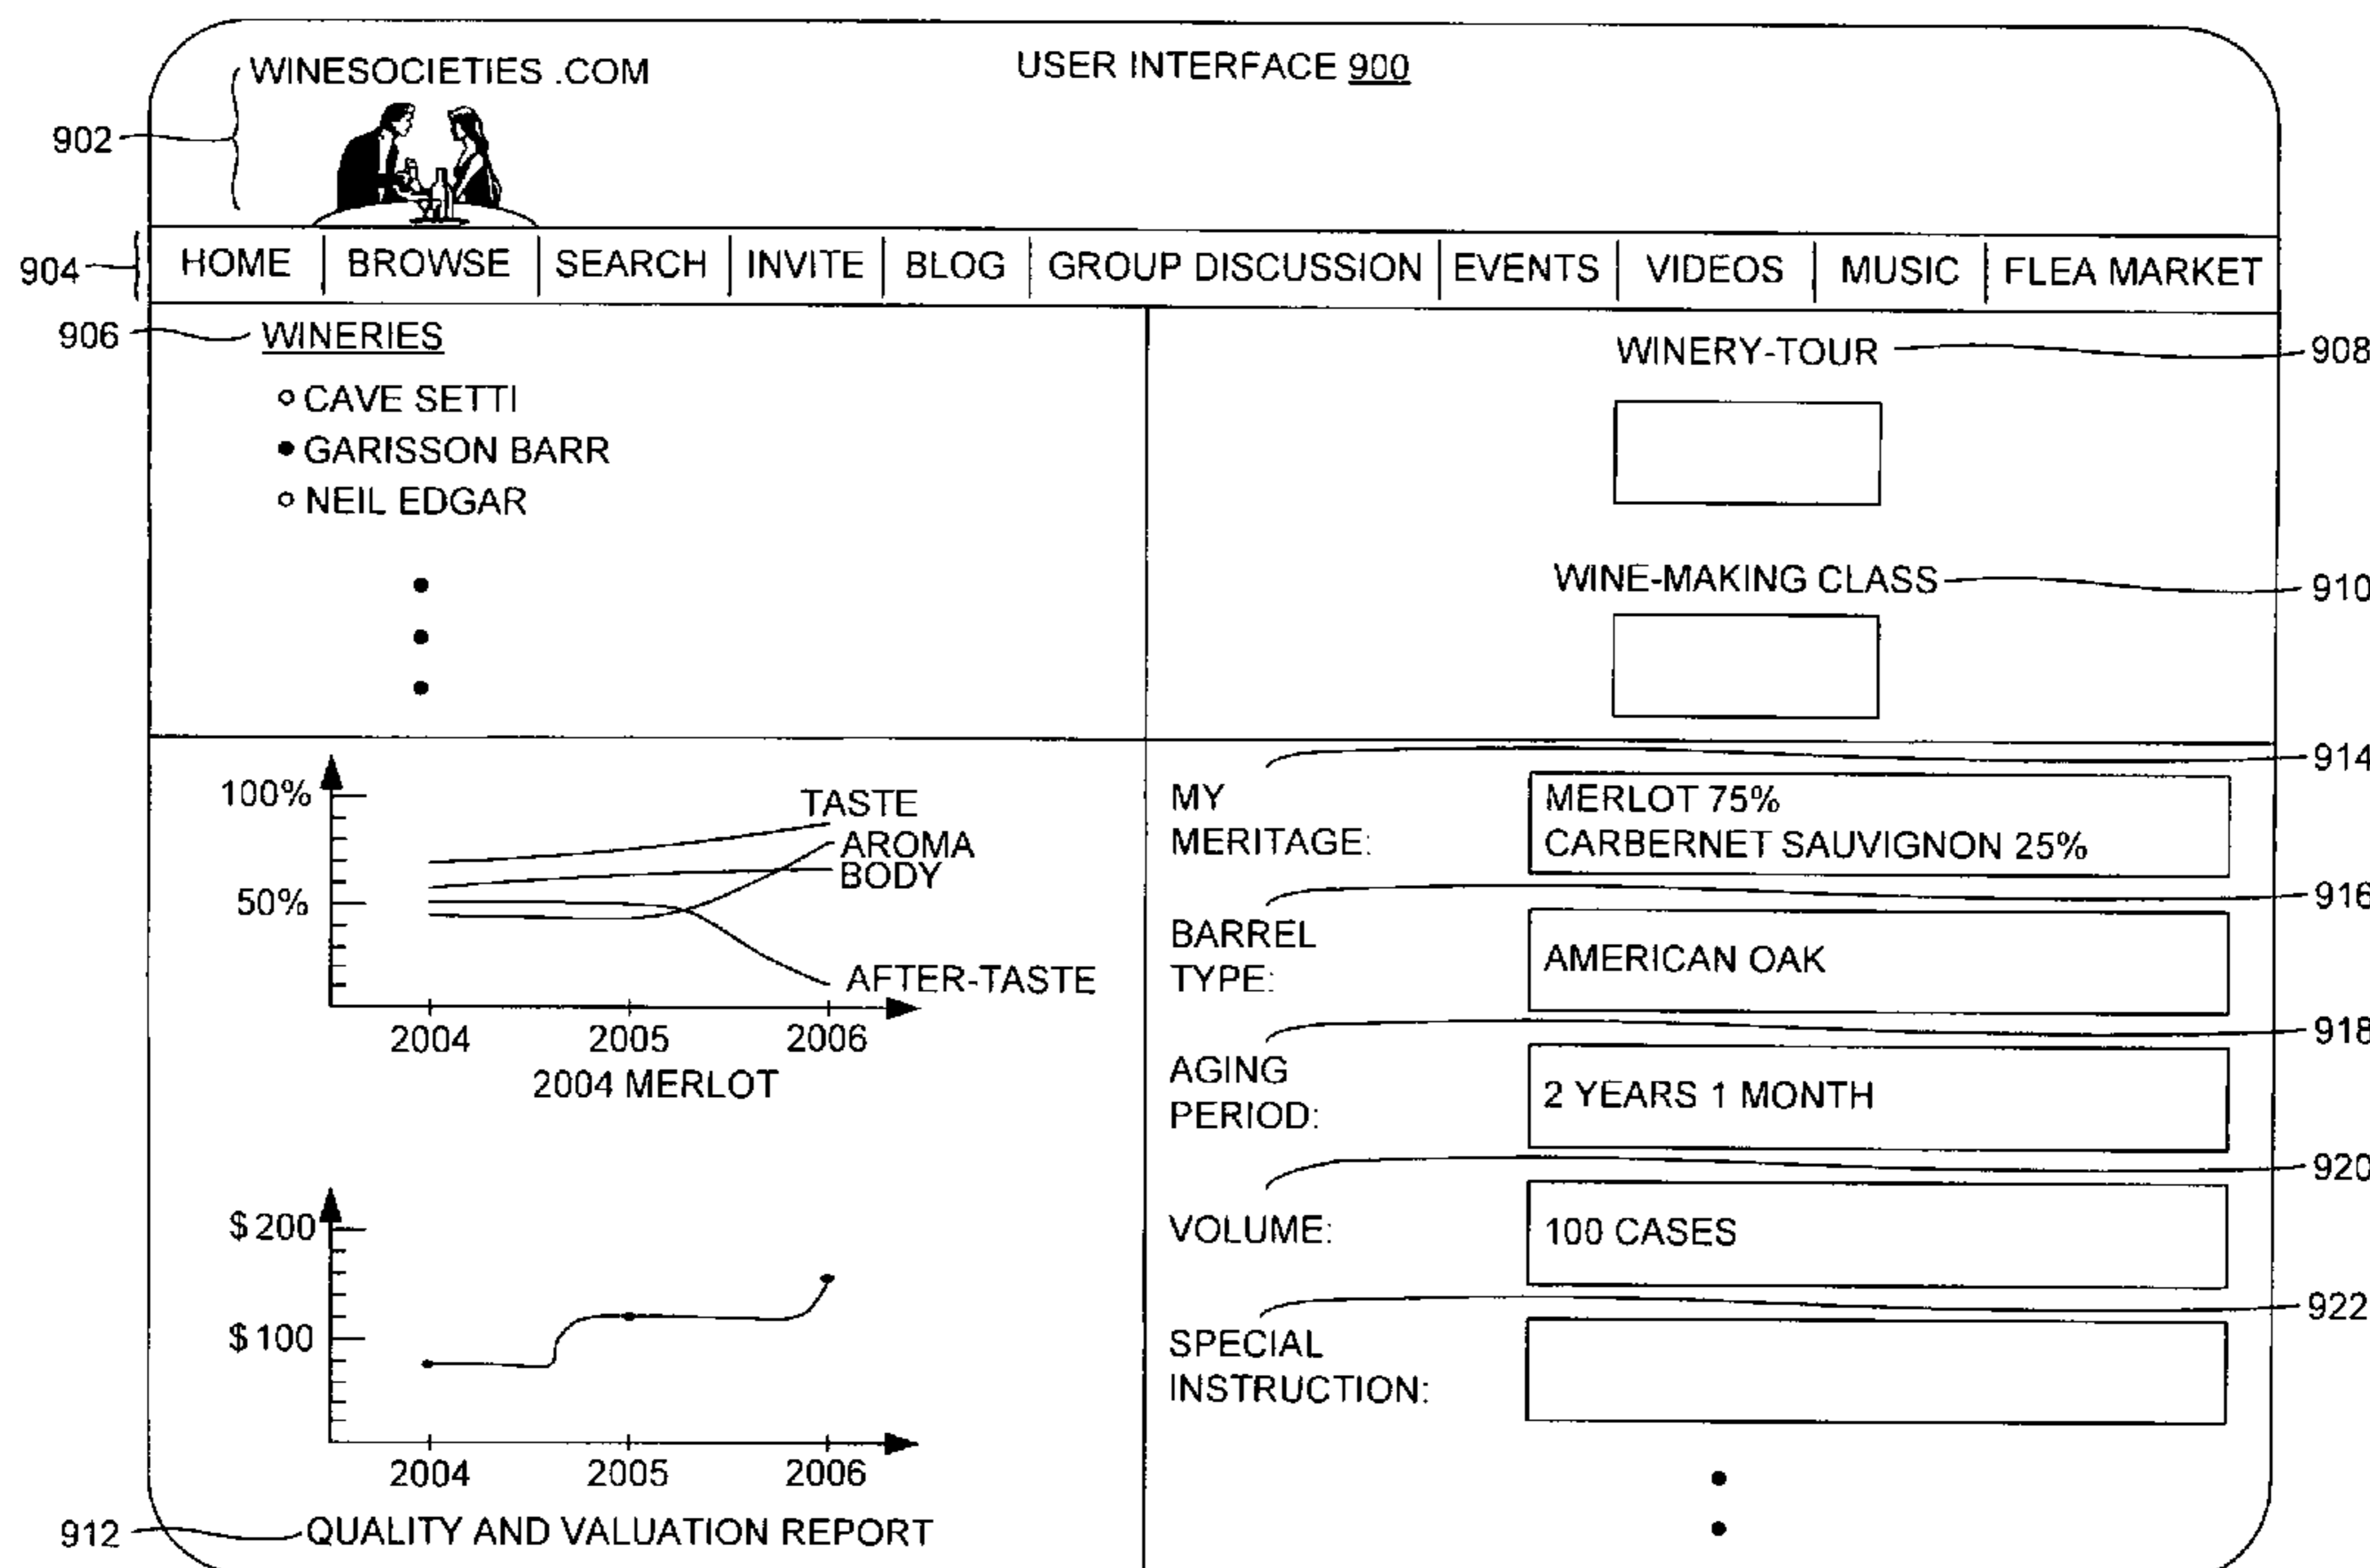 USER INTERFACE 900
WINESOCIETIES .COM
902
904
HOME BROWSE SEARCH INVITE BLOG GROUP DISCUSSION EVENTS VIDEOS MUSIC FLEA MARKET
906 WINERIES
CAVE SETTI
GARISSON BARR
NEIL EDGAR
WINERY-TOUR 908
WINE-MAKING CLASS 910
100%
50%
TASTE
AROMA
BODY
AFTER-TASTE
2004 2005 2006
2004 MERLOT
$ 200
$ 100
2004 2005 2006
912 QUALITY AND VALUATION REPORT
914
MY
MERITAGE:
MERLOT 75%
CARBERNET SAUVIGNON 25%
916
BARREL
TYPE:
AMERICAN OAK
918
AGING
PERIOD:
2 YEARS 1 MONTH
920
VOLUME:
100 CASES
922
SPECIAL
INSTRUCTION: